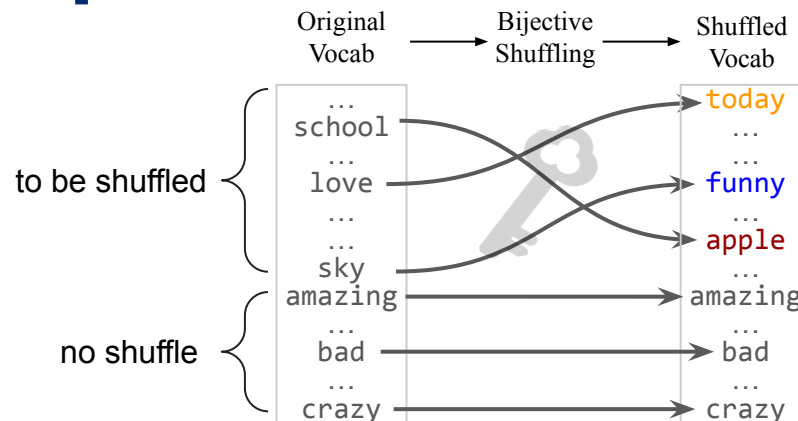 Original Vocab
Bijective Shuffling
Shuffled Vocab
to be shuffled
no shuffle
...
school
...
love
...
...
sky
amazing
...
bad
...
crazy
today
...
...
funny
...
apple
...
amazing
...
bad
...
crazy